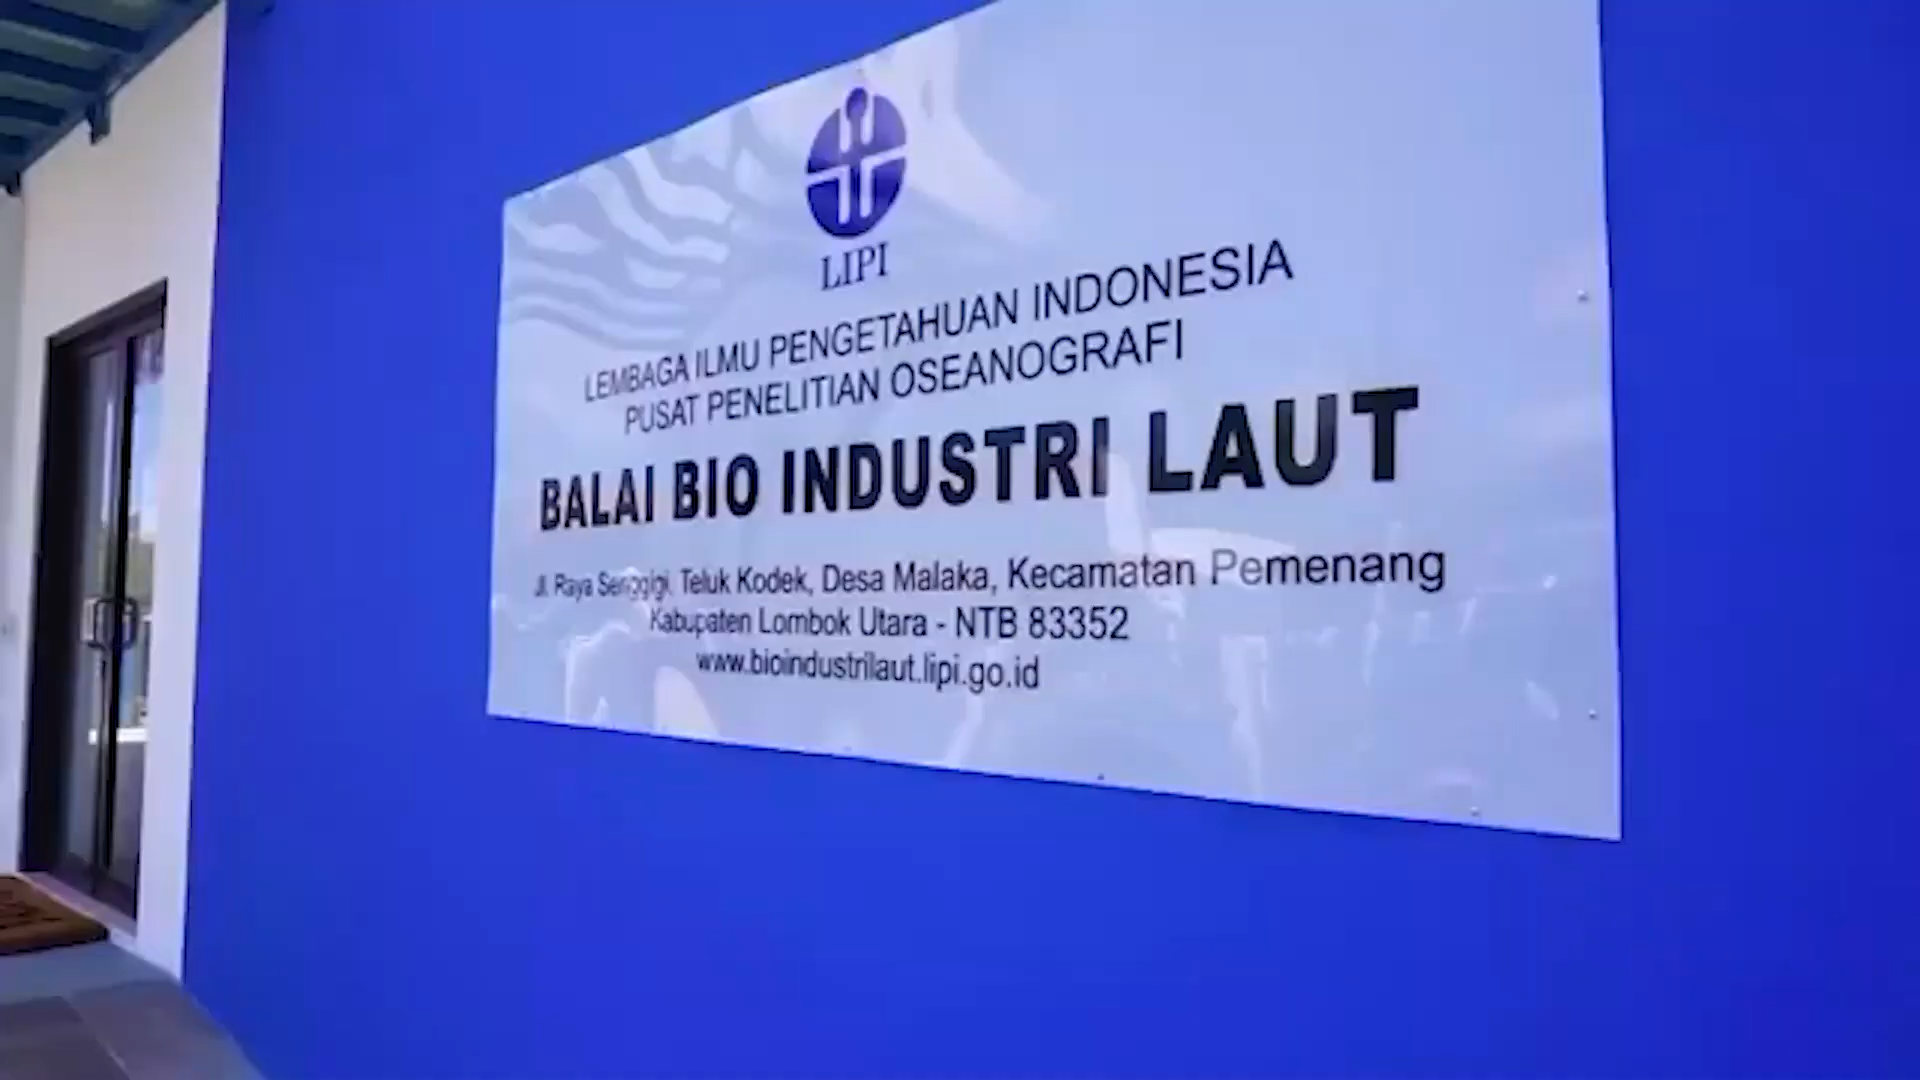 LIPI
LEMBAGA ILMU PENGETAHUAN INDONESIA
PUSAT PENELITIAN OSEANOGRAFI
BALAI BIO INDUSTRI LAUT
Jl. Raya Senggigi, Teluk Kodek, Desa Malaka, Kecamatan Pemenang
Kabupaten Lombok Utara - NTB 83352
www.bioindustrilaut.lipi.go.id